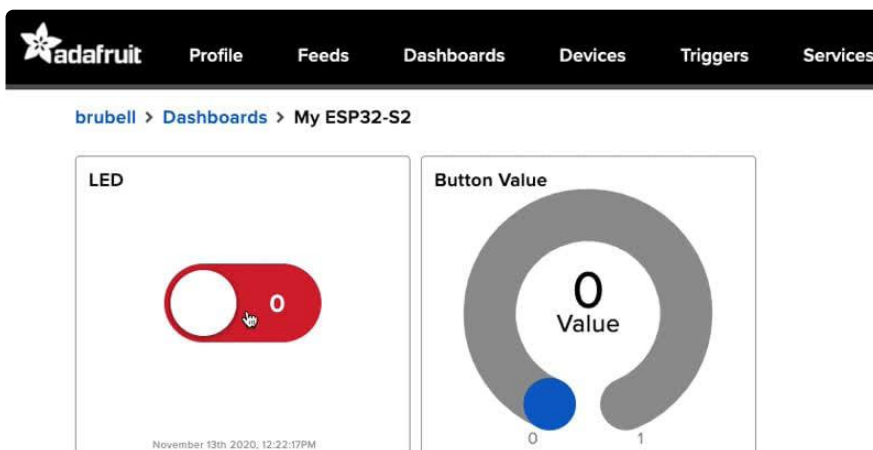 adafruit Profile Feeds Dashboards Devices Triggers Services
brubell > Dashboards > My ESP32-S2
LED
0
November 13th 2020, 12:22:17PM
Button Value
0
Value
0 1